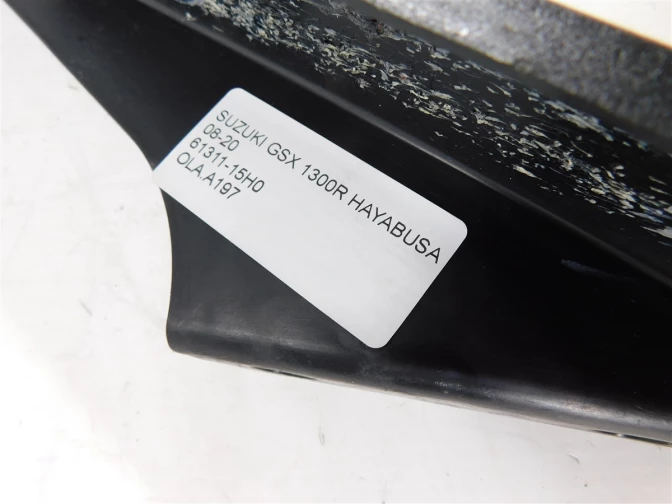 SUZUKI GSX 1300R HAYABUSA
08-20
61311-15H0
OLA.A197